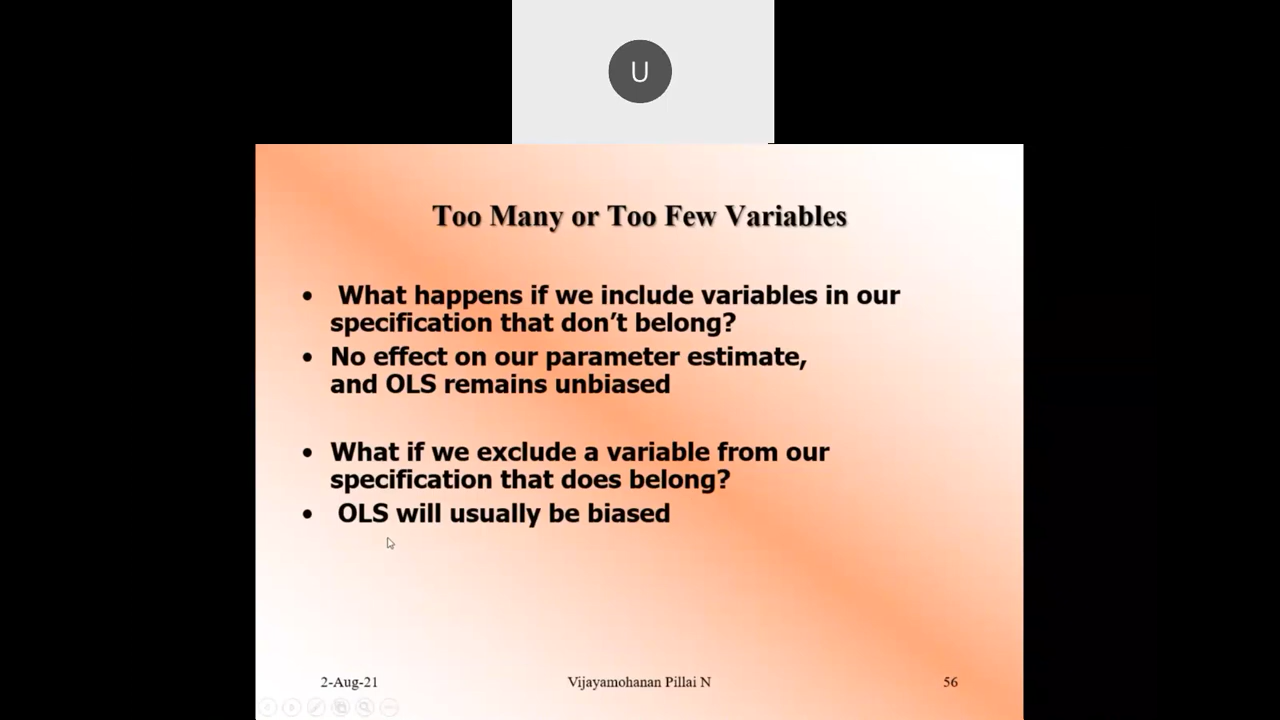 U
Too Many or Too Few Variables
• What happens if we include variables in our
specification that don’t belong?
• No effect on our parameter estimate,
and OLS remains unbiased
• What if we exclude a variable from our
specification that does belong?
• OLS will usually be biased
2-Aug-21 Vijayamohanan Pillai N 56